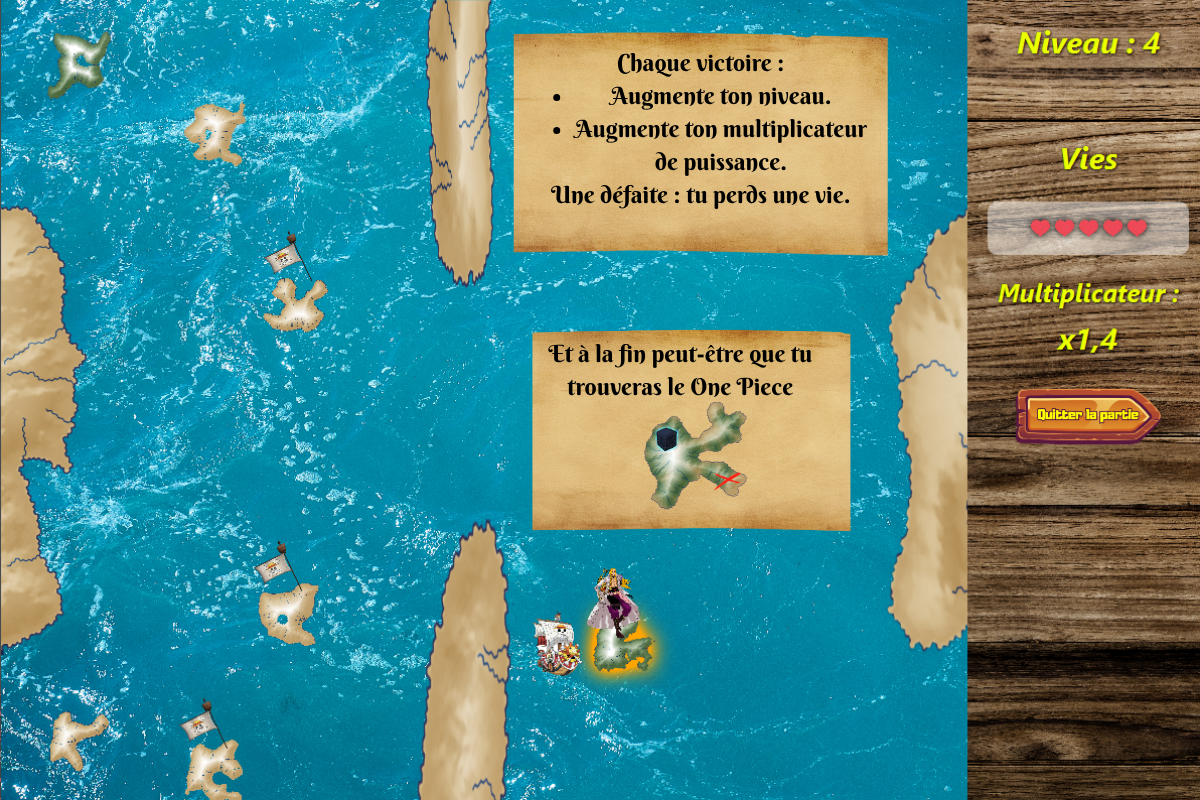 Chaque victoire :
• Augmente ton niveau.
• Augmente ton multiplicateur
de puissance.
Une défaite : tu perds une vie.
Et à la fin peut-être que tu
trouveras le One Piece
Niveau : 4
Vies
Multiplicateur :
x1,4
Quitter la partie